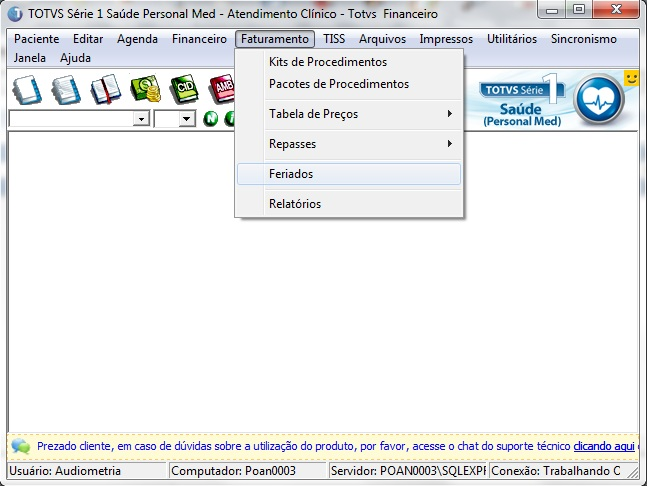 TOTVS Série 1 Saúde Personal Med - Atendimento Clínico - Totvs  Financeiro
Paciente Editar Agenda Financeiro Faturamento TISS Arquivos Impressos Utilitários Sincronismo
Janela Ajuda
Kits de Procedimentos
Pacotes de Procedimentos
Tabela de Preços
Repasses
Feriados
Relatórios
CID
AMB
N
TOTVS Série 1
Saúde
(Personal Med)
Prezado cliente, em caso de dúvidas sobre a utilização do produto, por favor, acesse o chat do suporte técnico clicando aqui
Usuário: Audiometria Computador: Poan0003 Servidor: POAN0003\SQLEXPR Conexão: Trabalhando O